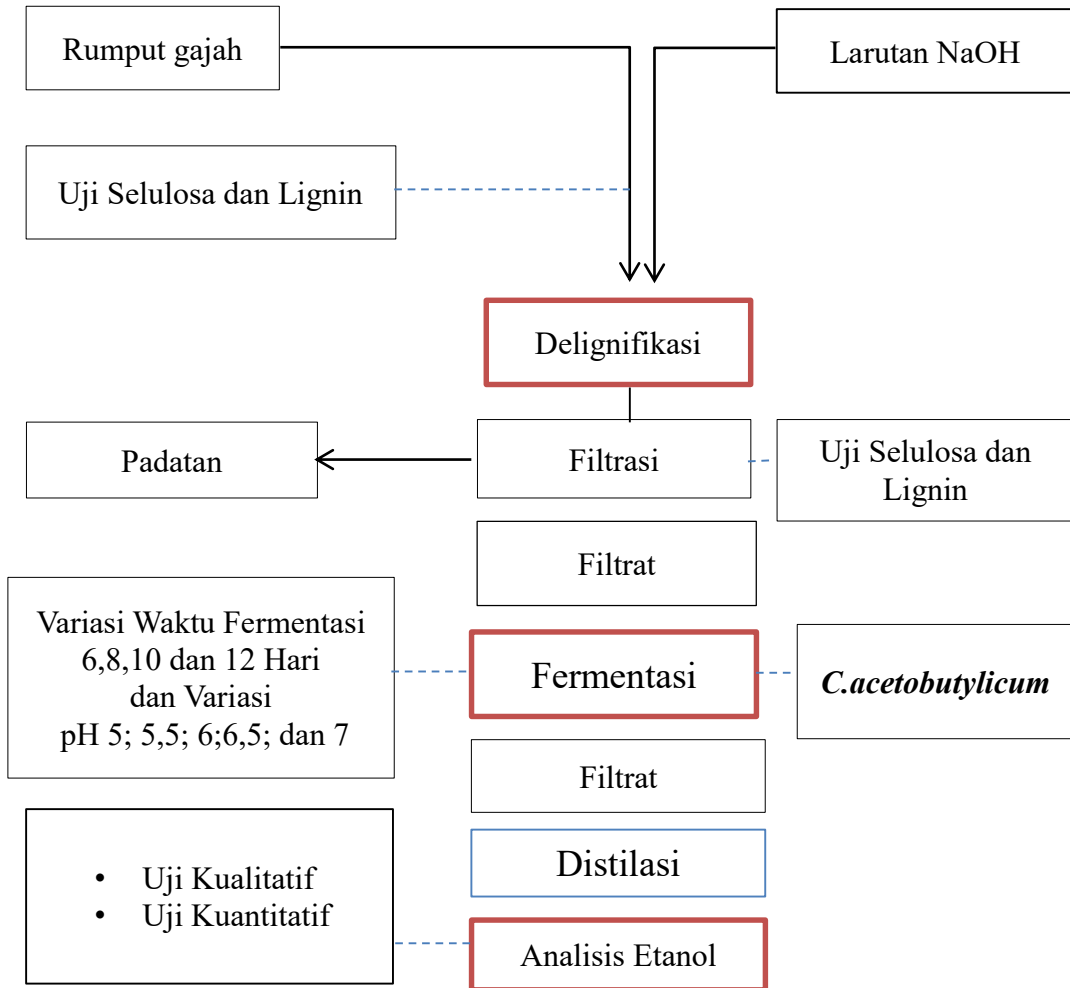 Rumput gajah
Larutan NaOH
Uji Selulosa dan Lignin
Delignifikasi
Padatan
Filtrasi
Uji Selulosa dan
Lignin
Filtrat
Variasi Waktu Fermentasi
6,8,10 dan 12 Hari
dan Variasi
pH 5; 5,5; 6;6,5; dan 7
Fermentasi
C.acetobutylicum
Filtrat
Distilasi
• Uji Kualitatif
• Uji Kuantitatif
Analisis Etanol